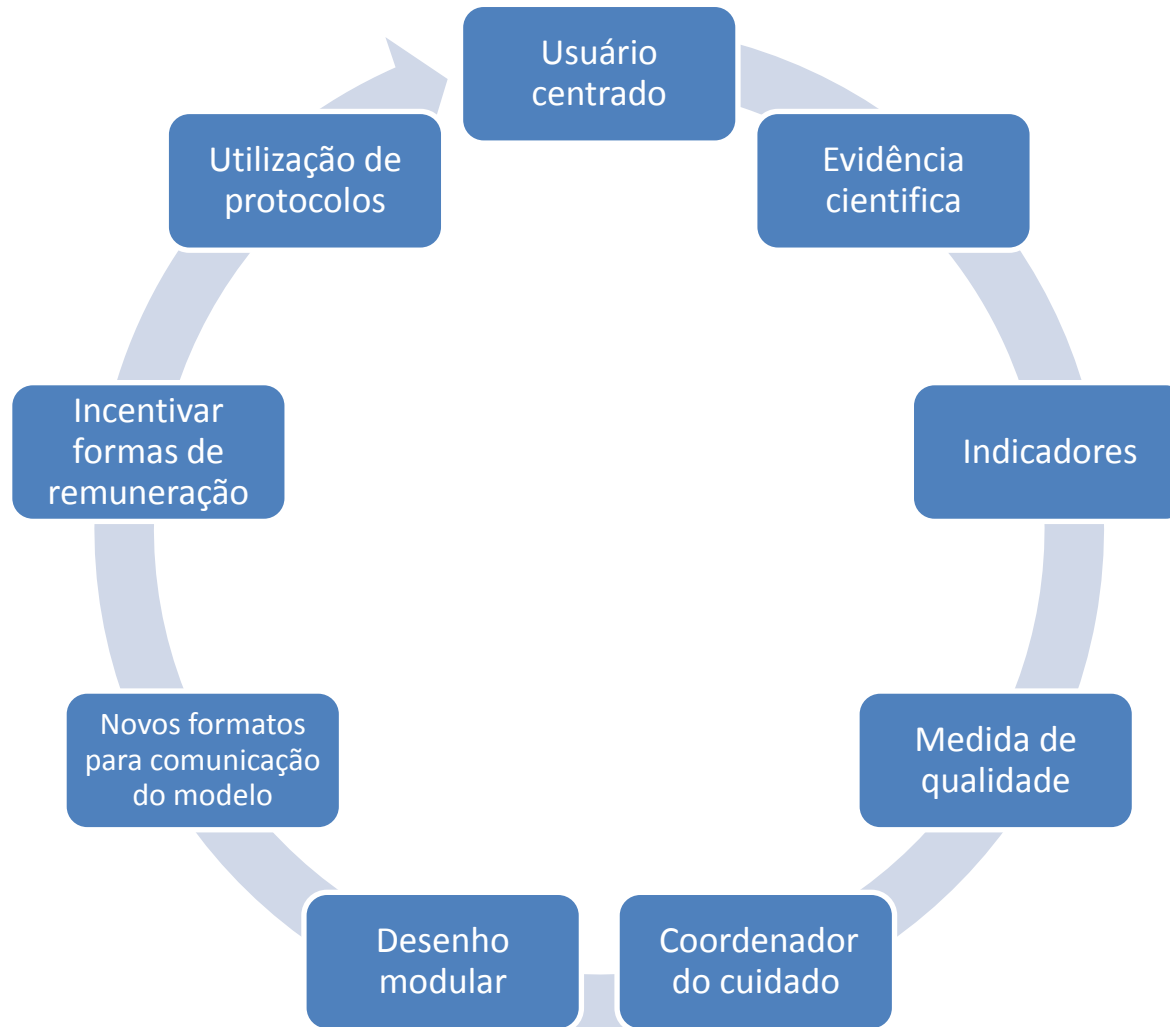 Usuário
centrado
Evidência
cientifica
Indicadores
Medida de
qualidade
Coordenador
do cuidado
Desenho
modular
Novos formatos
para comunicação
do modelo
Incentivar
formas de
remuneração
Utilização de
protocolos